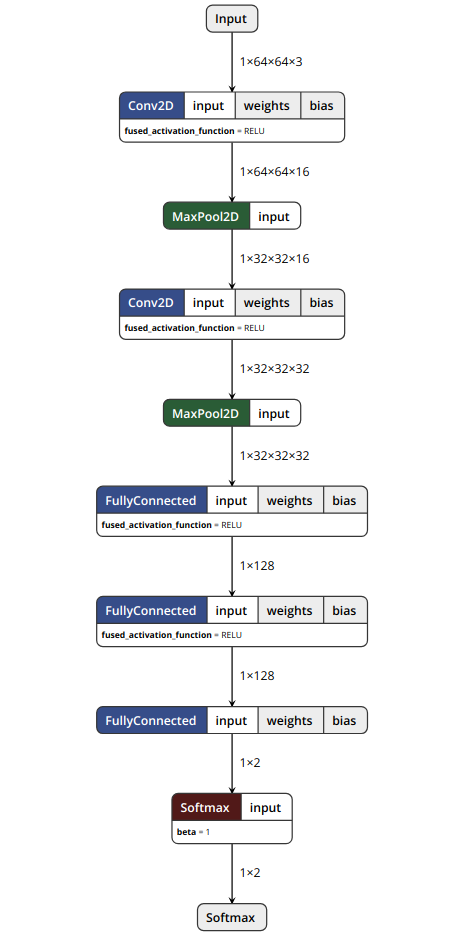 Input
1×64×64×3
Conv2D input weights bias
fused_activation_function = RELU
1×64×64×16
MaxPool2D input
1×32×32×16
Conv2D input weights bias
fused_activation_function = RELU
1×32×32×32
MaxPool2D input
1×32×32×32
FullyConnected input weights bias
fused_activation_function = RELU
1×128
FullyConnected input weights bias
fused_activation_function = RELU
1×128
FullyConnected input weights bias
1×2
Softmax input
beta = 1
1×2
Softmax